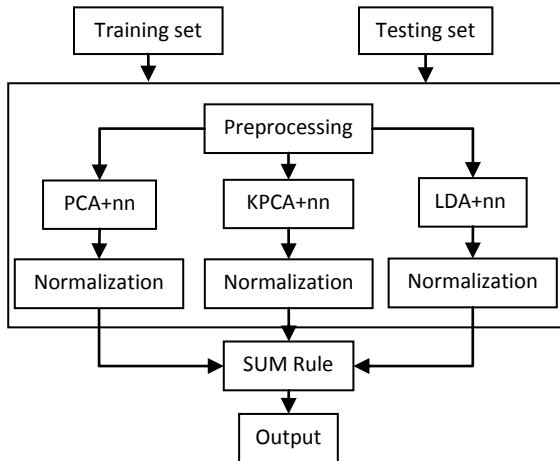 Training set
Testing set
Preprocessing
PCA+nn
KPCA+nn
LDA+nn
Normalization
Normalization
Normalization
SUM Rule
Output